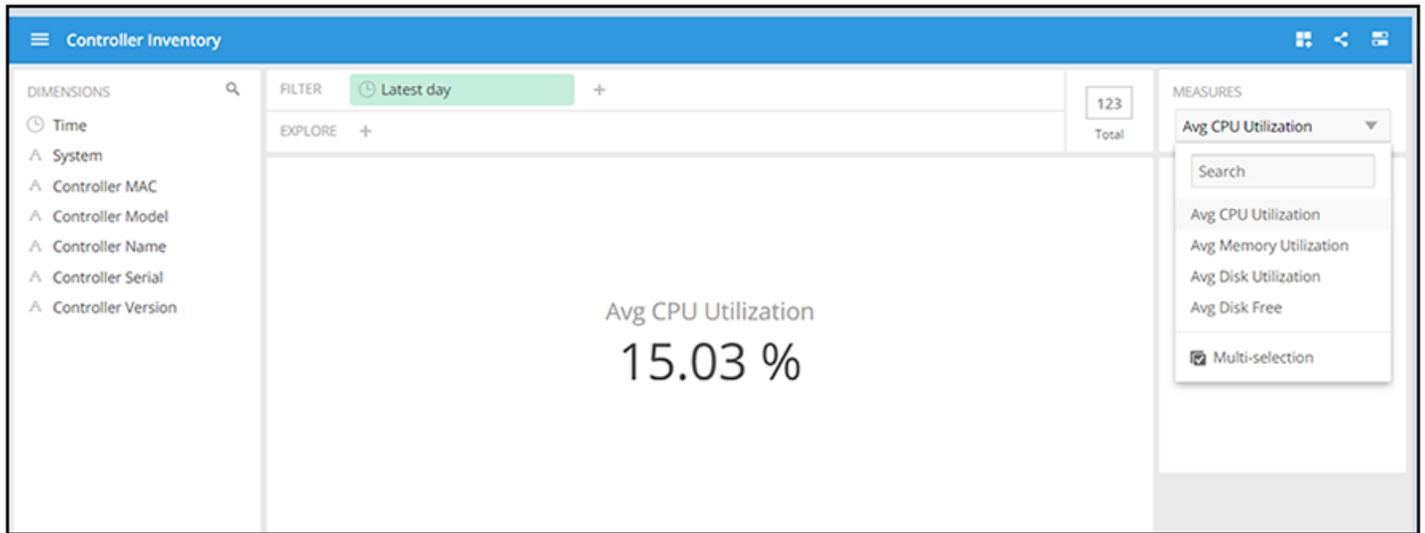 Controller Inventory
DIMENSIONS
Time
System
Controller MAC
Controller Model
Controller Name
Controller Serial
Controller Version
FILTER Latest day +
EXPLORE +
123
Total
Avg CPU Utilization
15.03 %
MEASURES
Avg CPU Utilization
Search
Avg CPU Utilization
Avg Memory Utilization
Avg Disk Utilization
Avg Disk Free
Multi-selection